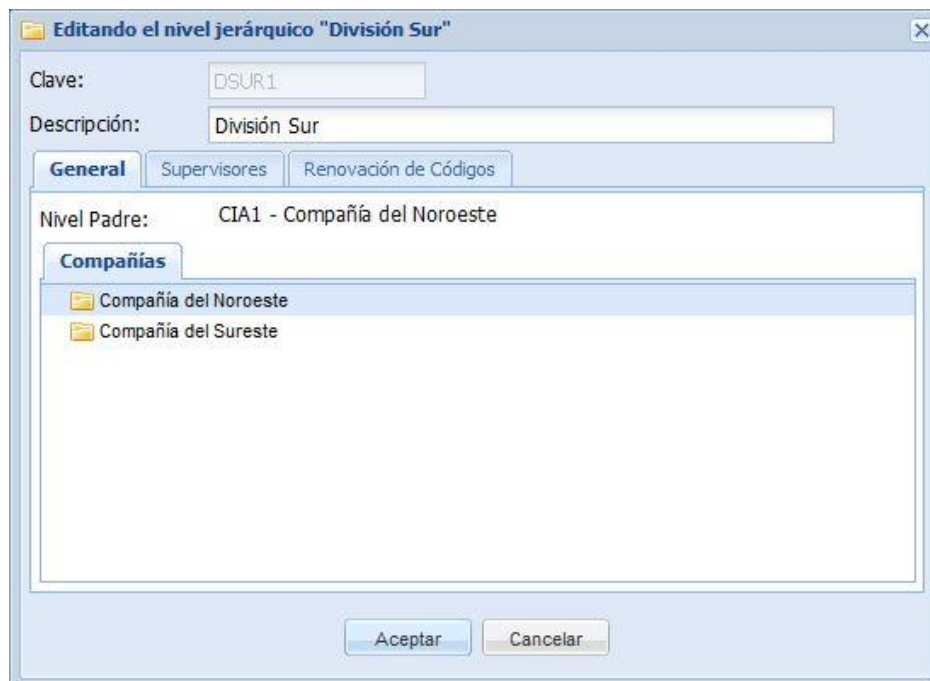 Editando el nivel jerárquico "División Sur"
Clave: DSUR1
Descripción: División Sur
General Supervisores Renovación de Códigos
Nivel Padre: CIA1 - Compañía del Noroeste
Compañías
Compañía del Noroeste
Compañía del Sureste
Aceptar Cancelar